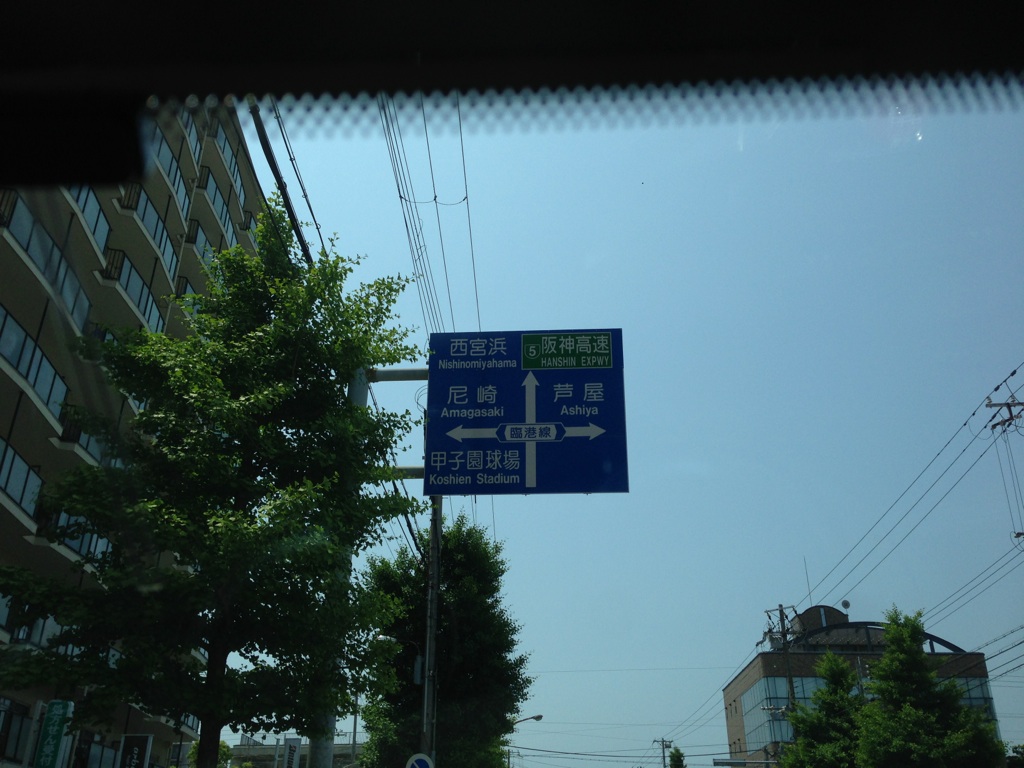 西宮浜
Nishinomiyahama
5 阪神高速
HANSHIN EXPWY
尼崎
Amagasaki
芦屋
Ashiya
臨港線
甲子園球場
Koshien Stadium